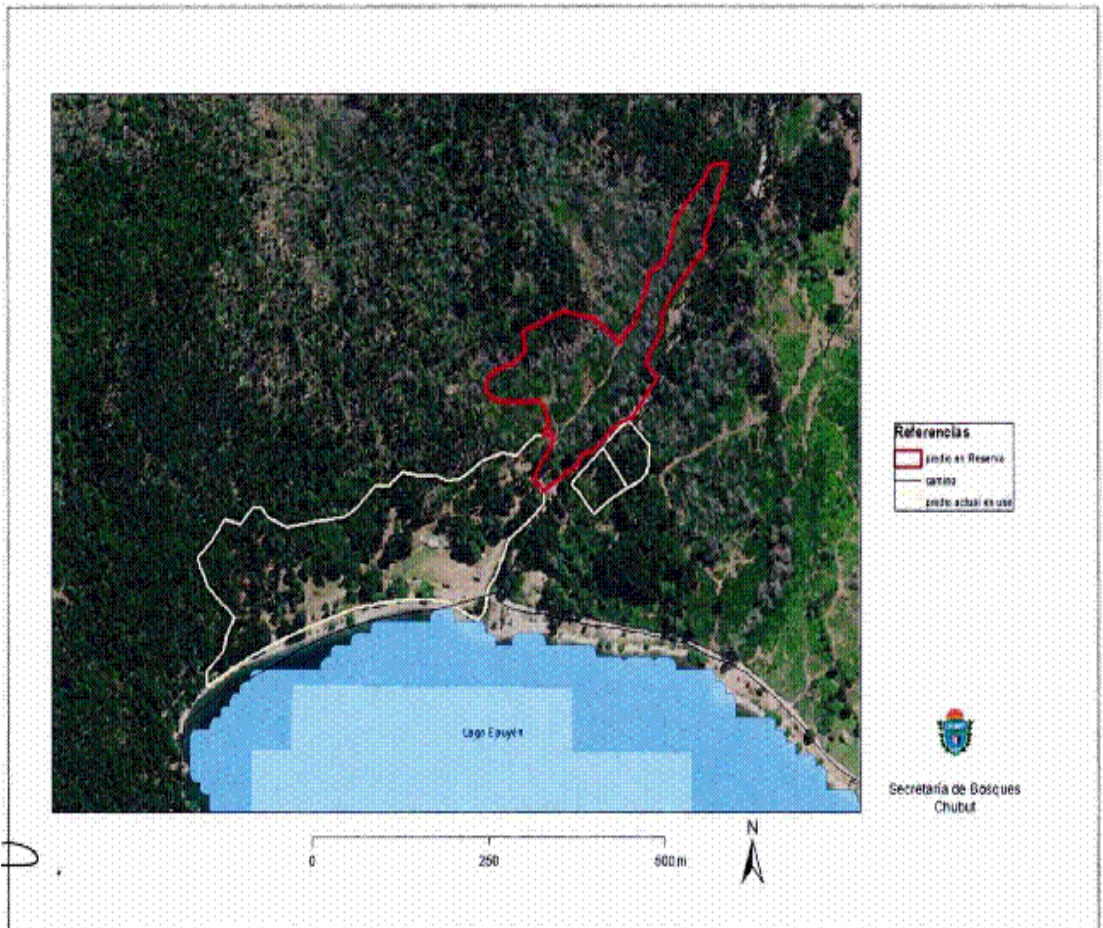 Lago Epuyén
Referencias
predio en Reserva
camino
predio actual en uso
Secretaría de Bosques
Chubut
N
0 250 500 m